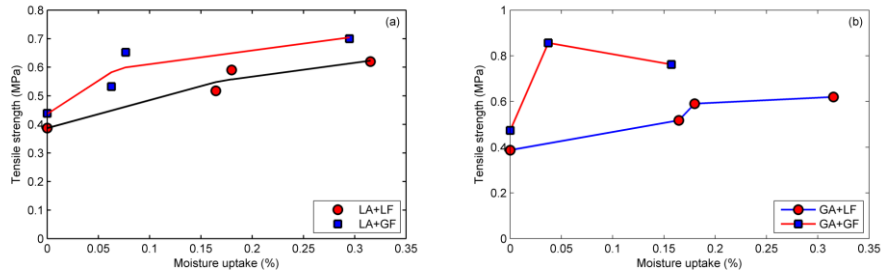 (a)
Tensile strength (MPa)
0.8
0.7
0.6
0.5
0.4
0.3
0.2
0.1
0
LA+LF
LA+GF
0 0.05 0.1 0.15 0.2 0.25 0.3 0.35
Moisture uptake (%)
(b)
Tensile strength (MPa)
1
0.8
0.6
0.4
0.2
0
GA+LF
GA+GF
0 0.05 0.1 0.15 0.2 0.25 0.3 0.35
Moisture uptake (%)